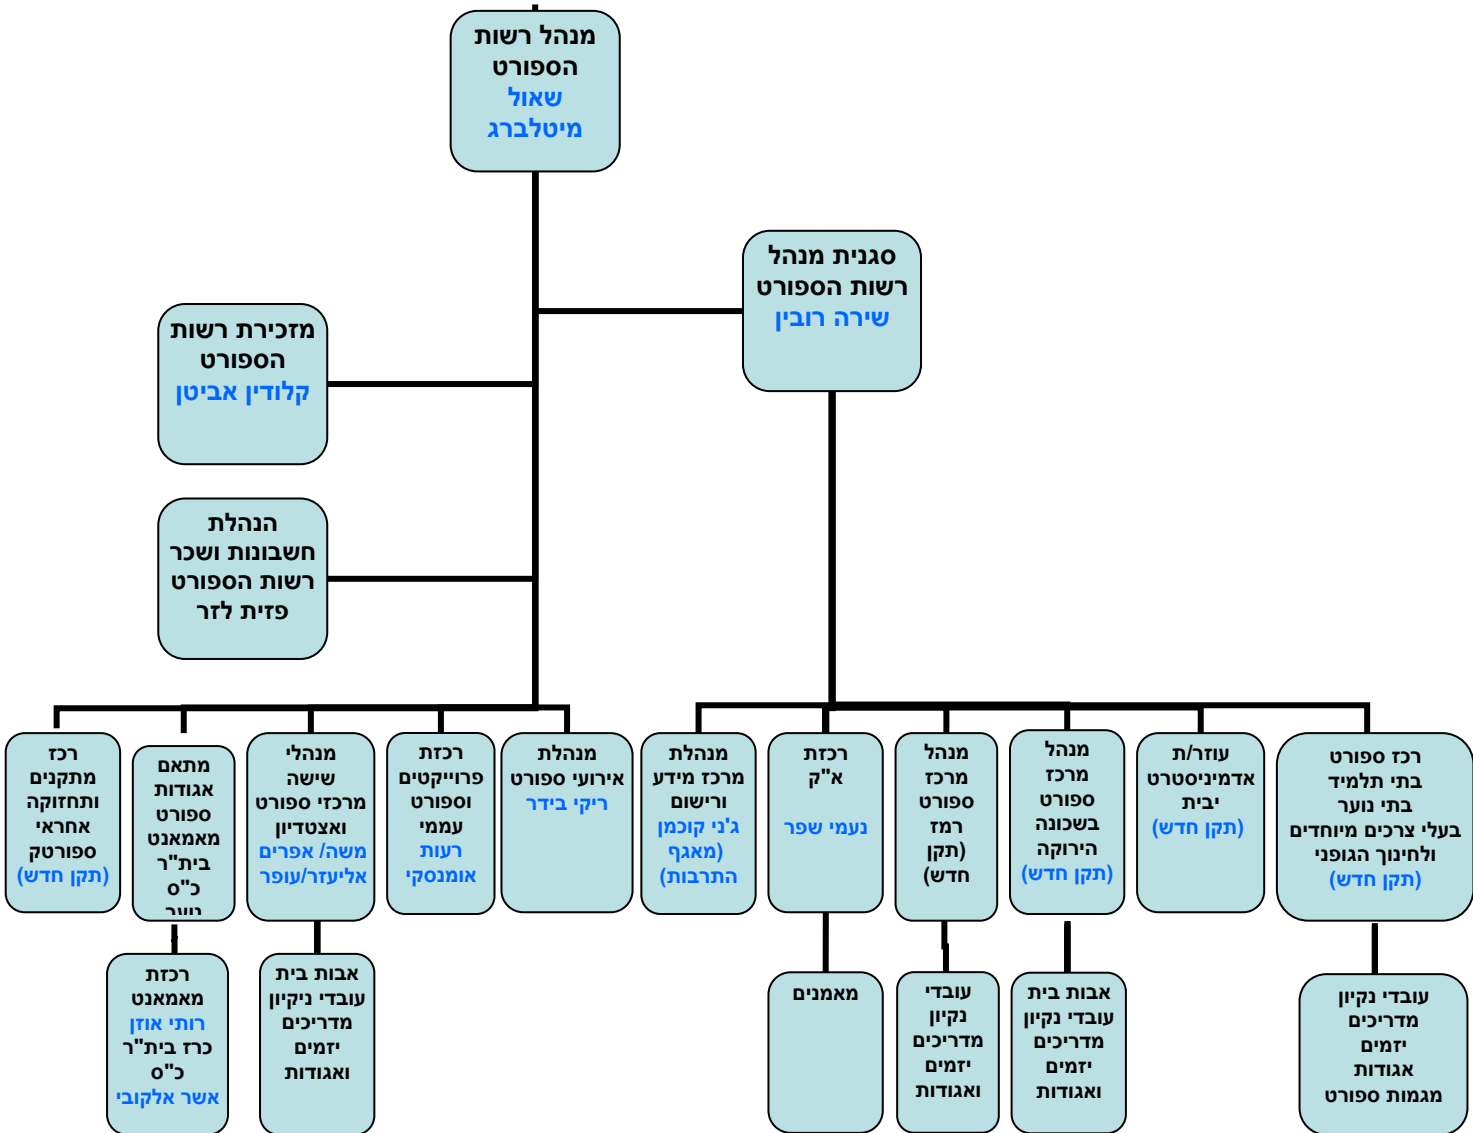 מנהל רשות
הספורט
שאול
מיטלברג
סגנית מנהל
רשות הספורט
שירה רובין
מזכירת רשות
הספורט
קלודין אביטן
הנהלת
חשבונות ושכר
רשות הספורט
פזית לזר
רכז ספורט
בתי תלמיד
בתי נוער
בעלי צרכים מיוחדים
ולחינוך הגופני
(תקן חדש)
עוזר/ת
אדמיניסטרט
יבית
(תקן חדש)
מנהל
מרכז
ספורט
בשכונה
הירוקה
(תקן חדש)
מנהל
מרכז
ספורט
רמז
(תקן
חדש)
רכזת
א"ק
נעמי שפר
מנהלת
מרכז מידע
ורישום
ג'ני קוכמן
(מאגף
התרבות)
מנהלת
אירועי ספורט
ריקי בידר
רכזת
פרוייקטים
וספורט
עממי
רעות
אומנסקי
מנהלי
שישה
מרכזי ספורט
ואצטדיון
משה/ אפרים
אליעזר/עופר
מתאם
אגודות
ספורט
מאמאנט
בית"ר
כ"ס
נוער
רכז
מתקנים
ותחזוקה
אחראי
ספורטק
(תקן חדש)
עובדי נקיון
מדריכים
יזמים
אגודות
מגמות ספורט
אבות בית
עובדי נקיון
מדריכים
יזמים
ואגודות
עובדי
נקיון
מדריכים
יזמים
ואגודות
מאמנים
אבות בית
עובדי ניקיון
מדריכים
יזמים
ואגודות
רכזת
מאמאנט
רותי אוזן
כרז בית"ר
כ"ס
אשר אלקובי